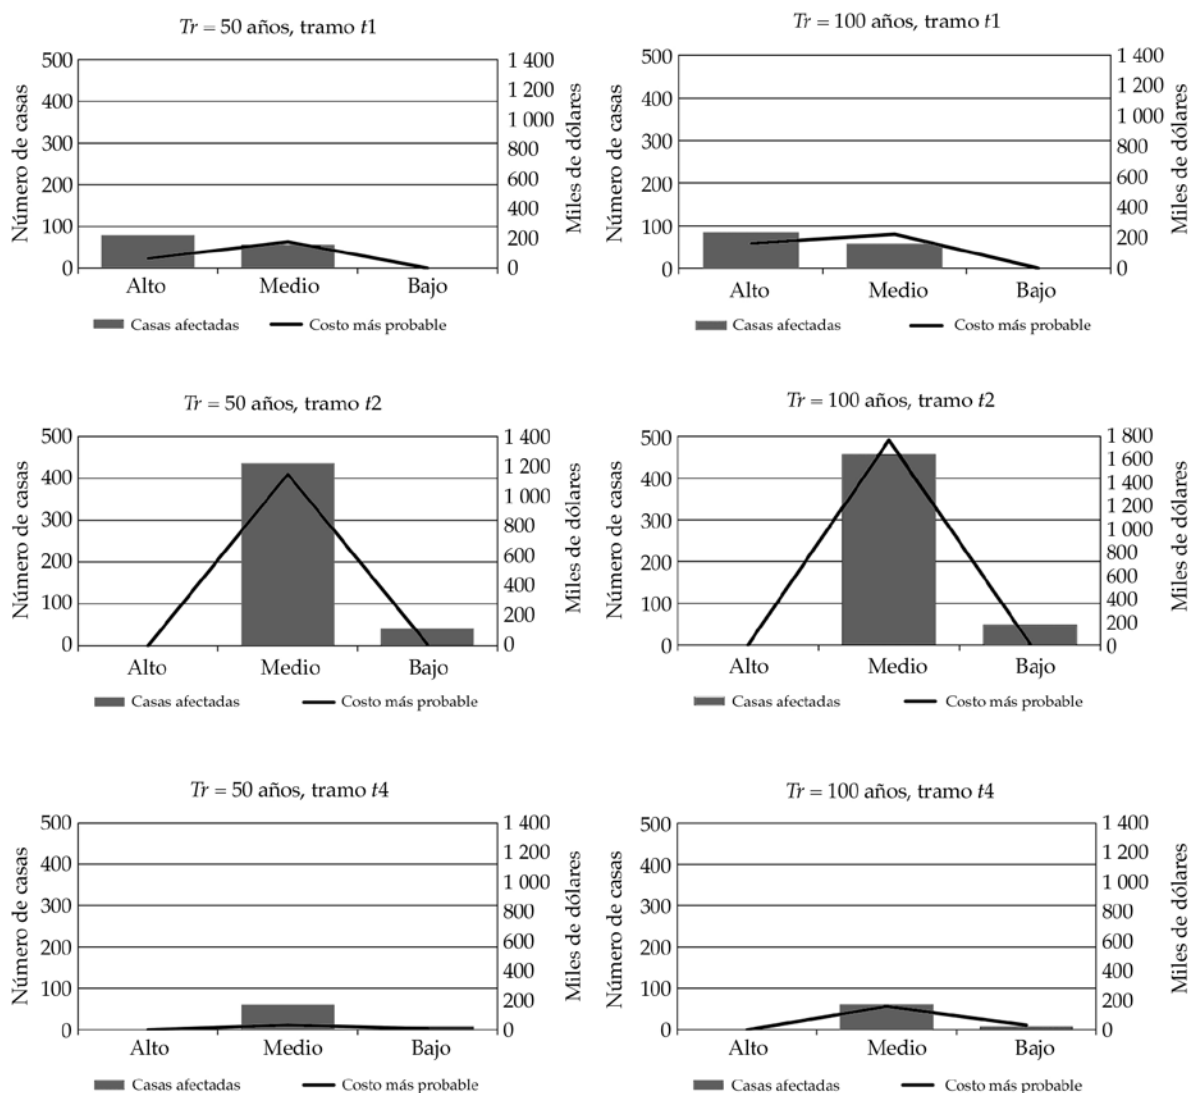 Tr = 50 años, tramo t1
Número de casas
500
400
300
200
100
0
1 400
1 200
1 000
800
600
400
200
0
Miles de dólares
Alto Medio Bajo
Casas afectadas Costo más probable
Tr = 100 años, tramo t1
Número de casas
500
400
300
200
100
0
1 400
1 200
1 000
800
600
400
200
0
Miles de dólares
Alto Medio Bajo
Casas afectadas Costo más probable
Tr = 50 años, tramo t2
Número de casas
500
400
300
200
100
0
1 400
1 200
1 000
800
600
400
200
0
Miles de dólares
Alto Medio Bajo
Casas afectadas Costo más probable
Tr = 100 años, tramo t2
Número de casas
500
400
300
200
100
0
1 800
1 600
1 400
1 200
1 000
800
600
400
200
0
Miles de dólares
Alto Medio Bajo
Casas afectadas Costo más probable
Tr = 50 años, tramo t4
Número de casas
500
400
300
200
100
0
1 400
1 200
1 000
800
600
400
200
0
Miles de dólares
Alto Medio Bajo
Casas afectadas Costo más probable
Tr = 100 años, tramo t4
Número de casas
500
400
300
200
100
0
1 400
1 200
1 000
800
600
400
200
0
Miles de dólares
Alto Medio Bajo
Casas afectadas Costo más probable